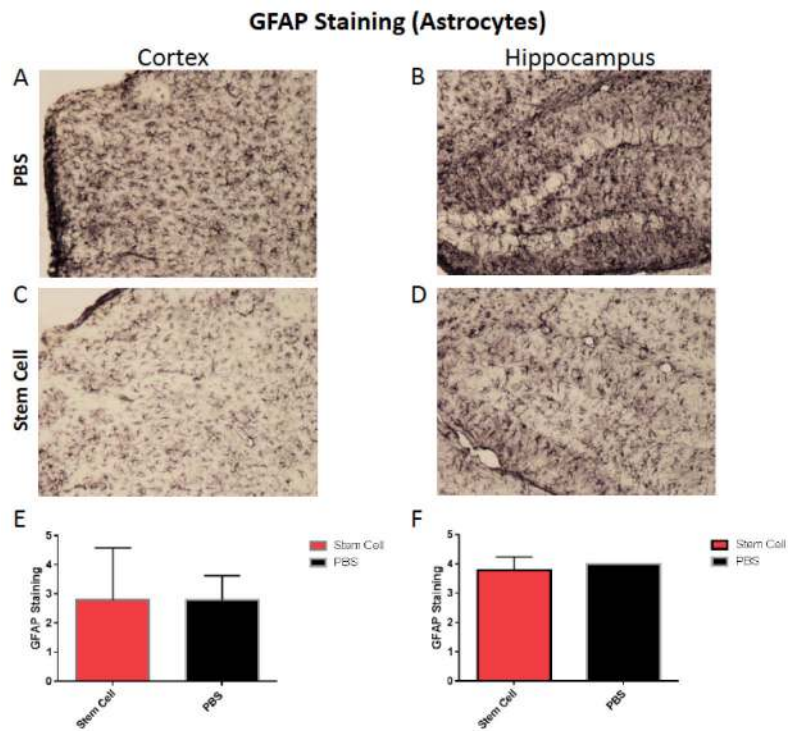 GFAP Staining (Astrocytes)
Cortex
Hippocampus
A
B
PBS
C
D
Stem Cell
E
F
GFAP Staining
5
4
3
2
1
0
Stem Cell
PBS
Stem Cell
PBS
GFAP Staining
5
4
3
2
1
0
Stem Cell
PBS
Stem Cell
PBS